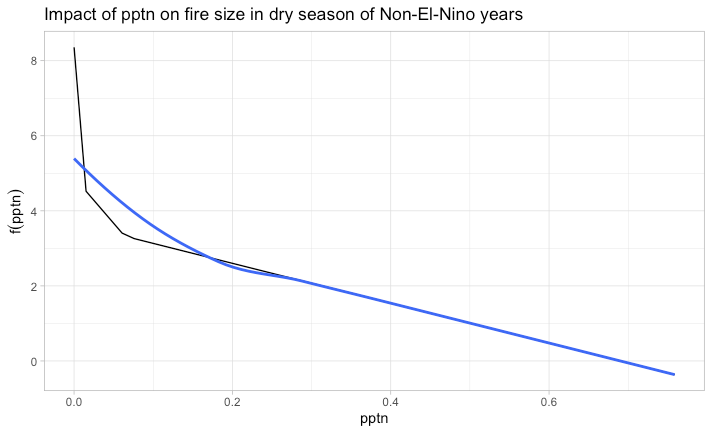 Impact of pptn on fire size in dry season of Non-El-Nino years
8
6
4
2
0
f(pptn)
0.0 0.2 0.4 0.6
pptn